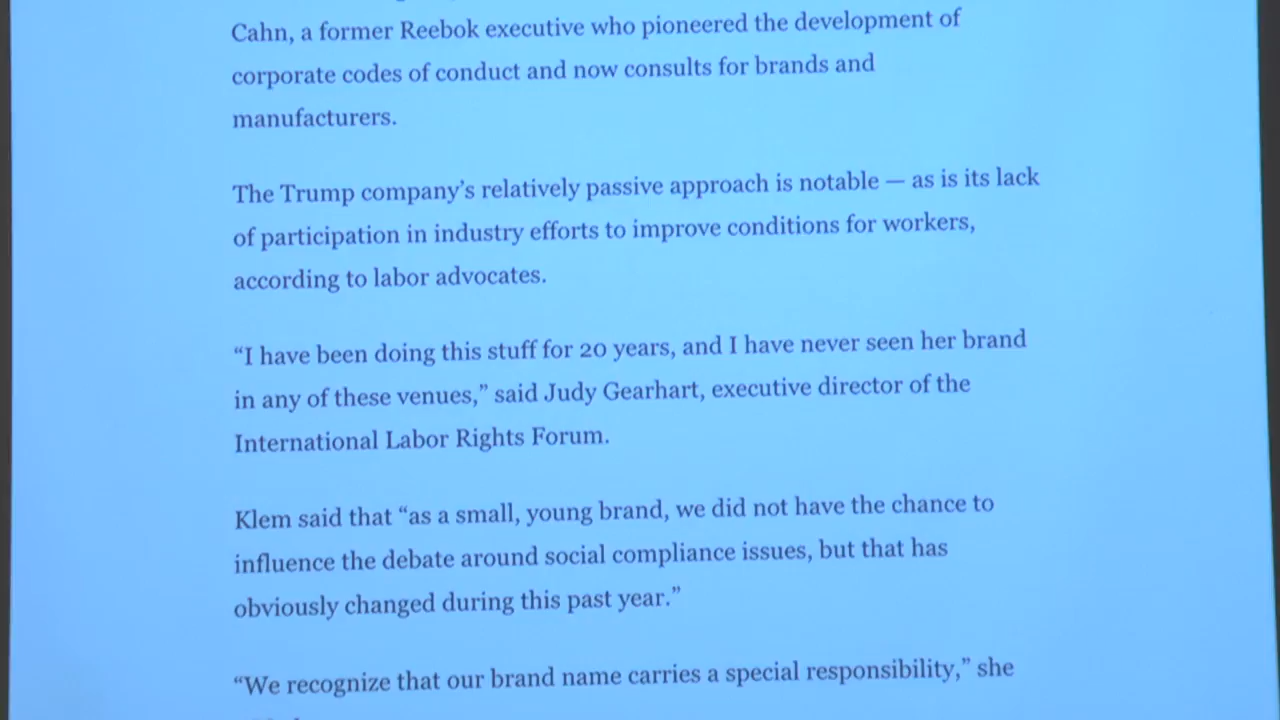 Cahn, a former Reebok executive who pioneered the development of
corporate codes of conduct and now consults for brands and
manufacturers.
The Trump company’s relatively passive approach is notable — as is its lack
of participation in industry efforts to improve conditions for workers,
according to labor advocates.
“I have been doing this stuff for 20 years, and I have never seen her brand
in any of these venues,” said Judy Gearhart, executive director of the
International Labor Rights Forum.
Klem said that “as a small, young brand, we did not have the chance to
influence the debate around social compliance issues, but that has
obviously changed during this past year.”
“We recognize that our brand name carries a special responsibility,” she